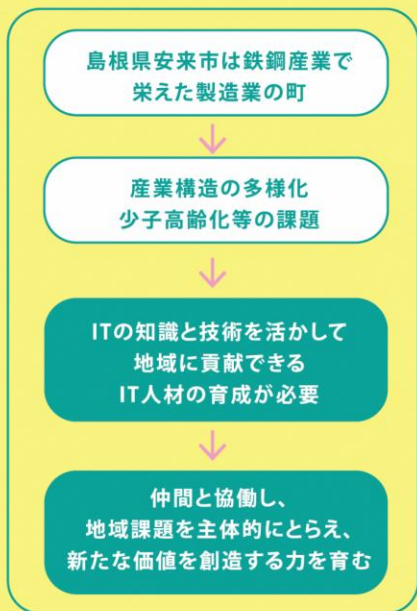 島根県安来市は鉄鋼産業で
栄えた製造業の町
産業構造の多様化
少子高齢化等の課題
ITの知識と技術を活かして
地域に貢献できる
IT人材の育成が必要
仲間と協働し、
地域課題を主体的にとらえ、
新たな価値を創造する力を育む